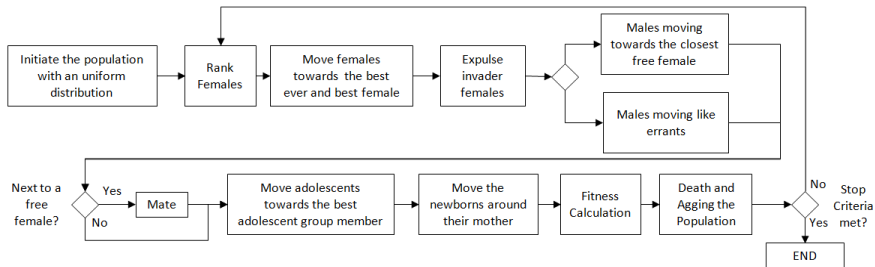 Initiate the population
with an uniform
distribution
Rank
Females
Move females
towards the best
ever and best female
Expulse
invader
females
Males moving
towards the closest
free female
Males moving like
errants
Next to a
free
female?
Yes
No
Mate
Move adolescents
towards the best
adolescent group member
Move the
newborns around
their mother
Fitness
Calculation
Death and
Agging the
Population
No
Yes
Stop
Criteria
met?
END